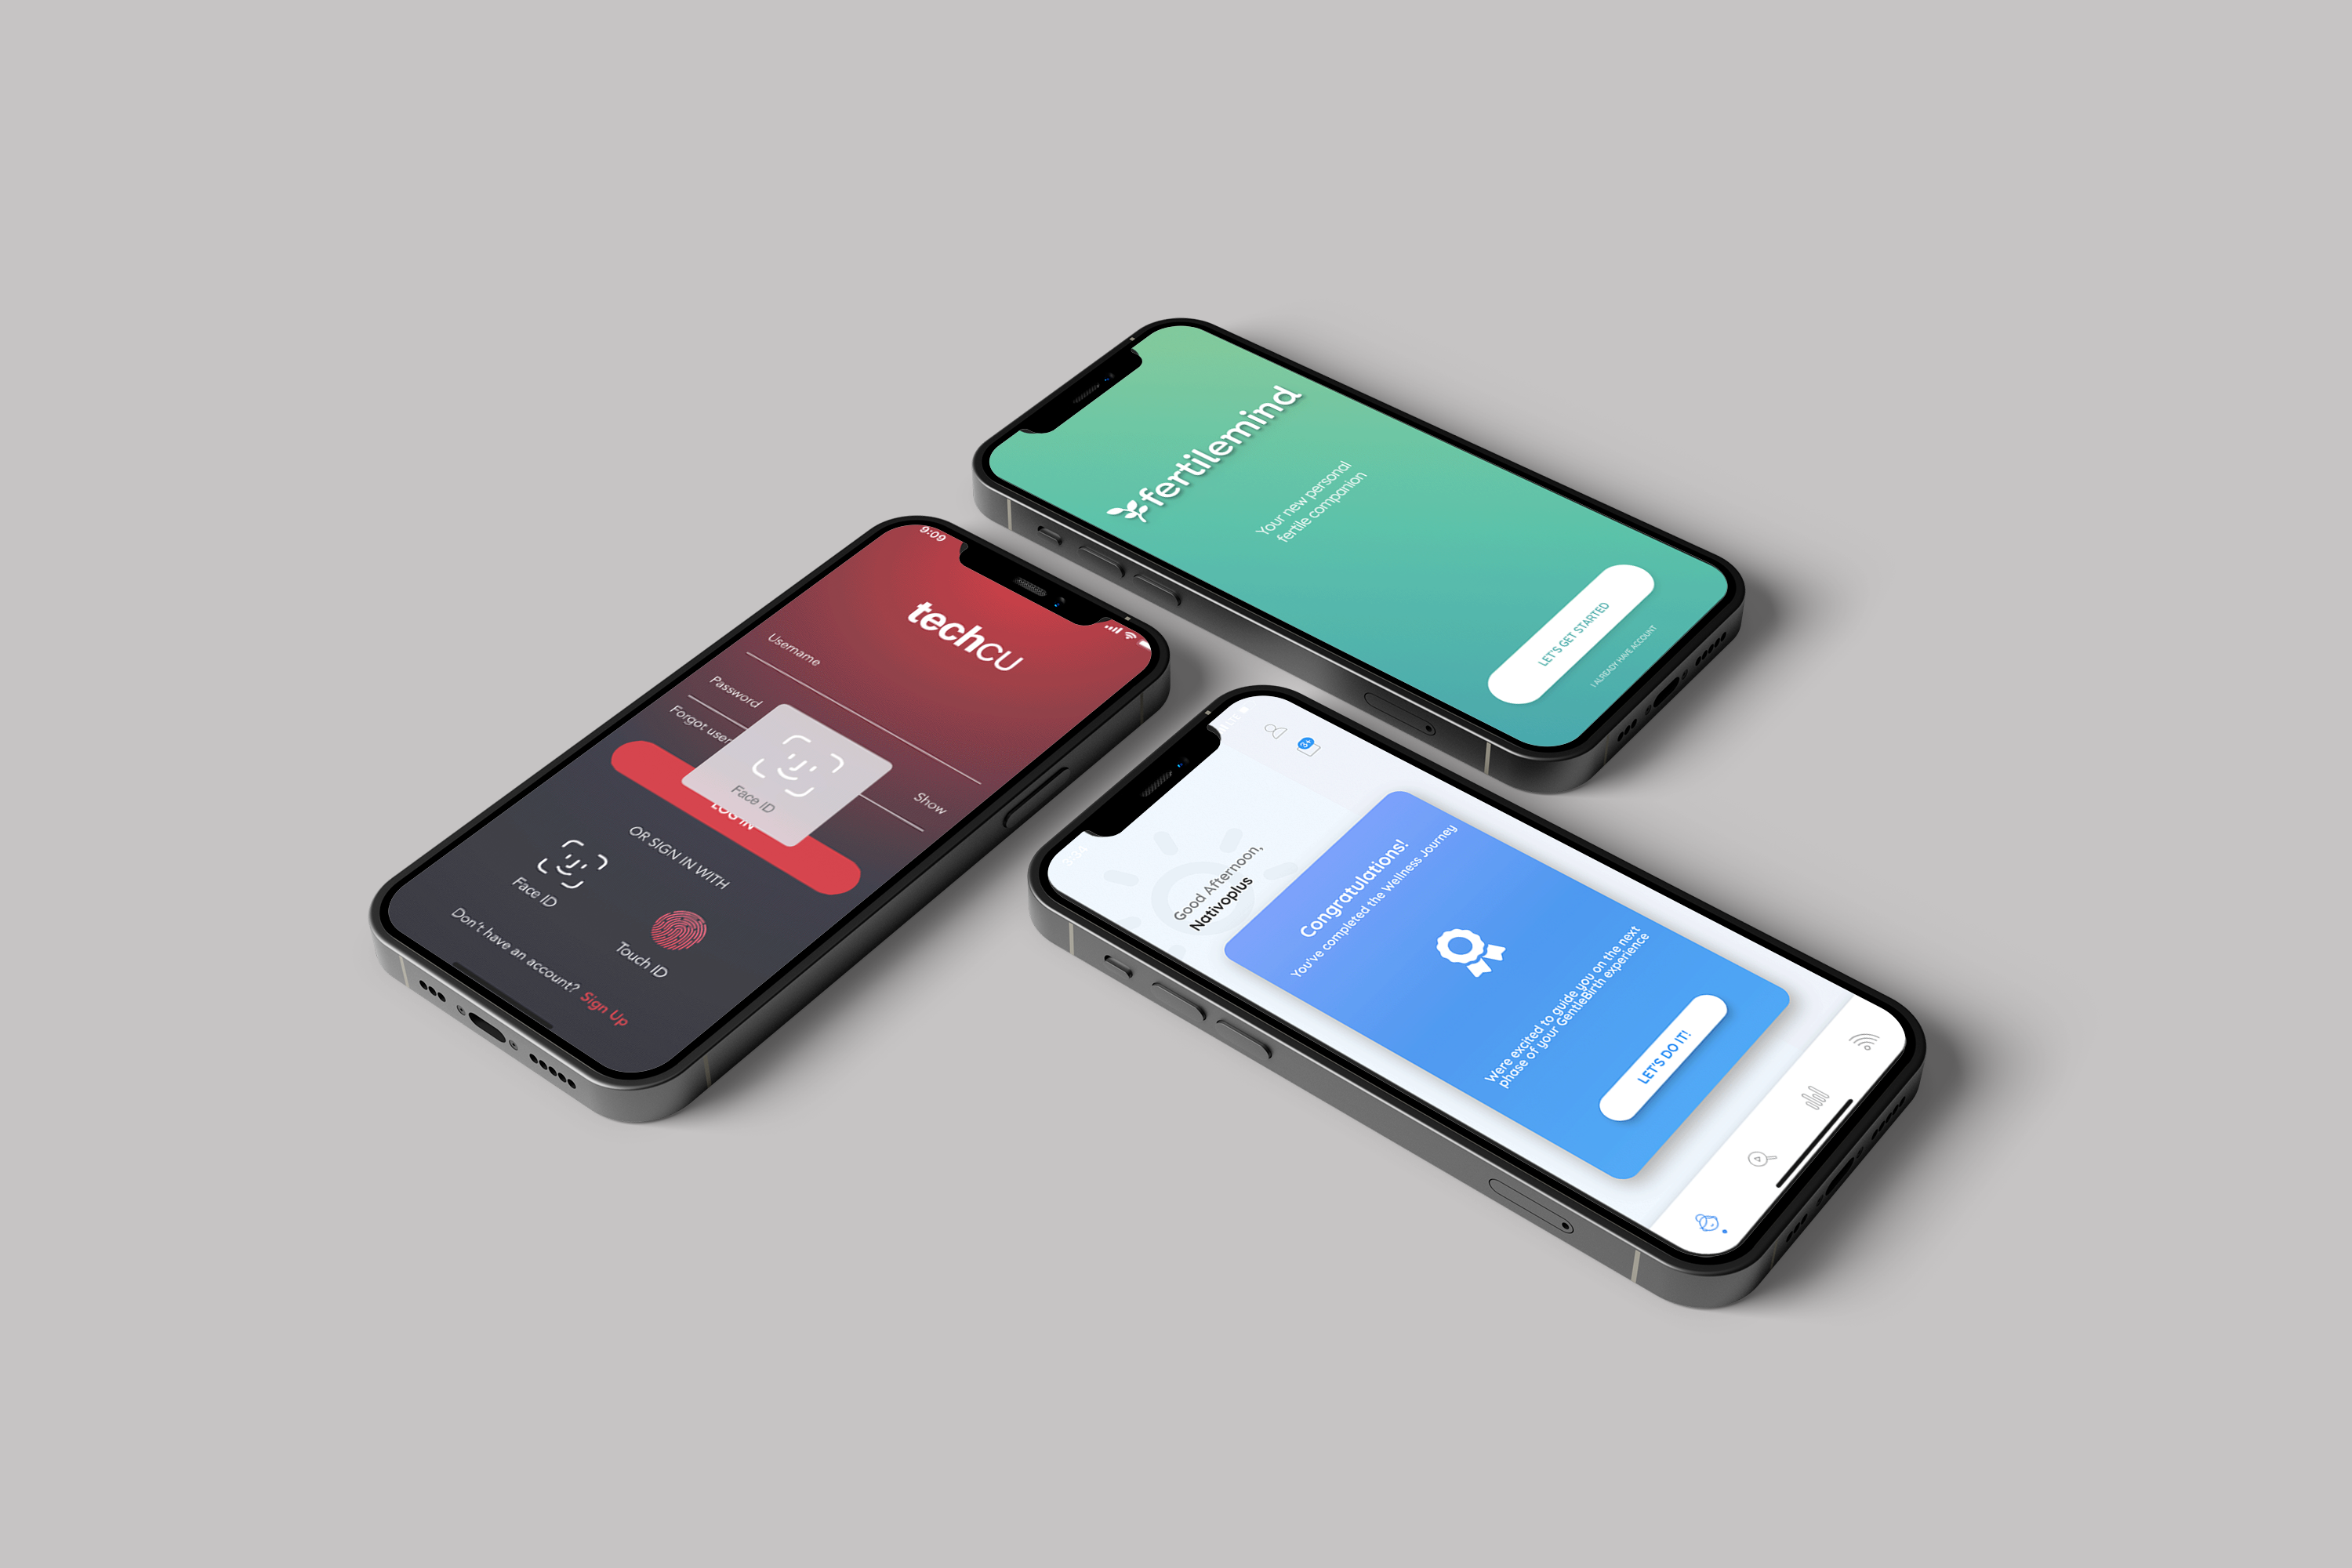 9:09
techCU
Username
Password
Show
Forgot user
LOG IN
Face ID
OR SIGN IN WITH
Face ID
Touch ID
Don't have an account? Sign Up
fertilemind
Your new personal
fertile companion
LET'S GET STARTED
I ALREADY HAVE ACCCOUNT
3+
Good Afternoon,
Nativoplus
Congratulations!
You've completed the Wellness Journey
Were excited to guide you on the next
phase of your GentleBirth experience
LET'S DO IT!